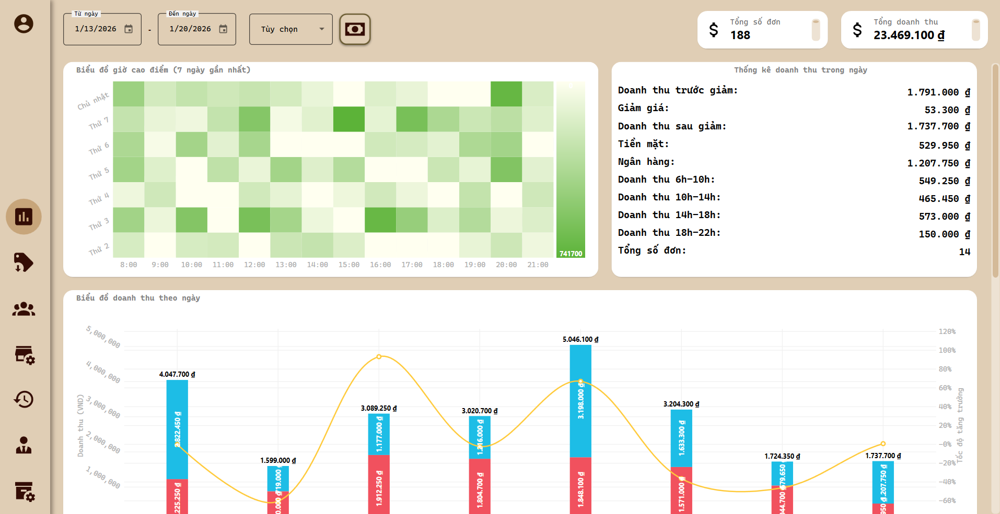 Từ ngày
1/13/2026
-
Đến ngày
1/20/2026
Tùy chọn
Tổng số đơn
188
Tổng doanh thu
23.469.100 ₫
Biểu đồ giờ cao điểm (7 ngày gần nhất)
Chủ nhật
Thứ 7
Thứ 6
Thứ 5
Thứ 4
Thứ 3
Thứ 2
8:00 9:00 10:00 11:00 12:00 13:00 14:00 15:00 16:00 17:00 18:00 19:00 20:00 21:00
741700
Thống kê doanh thu trong ngày
Doanh thu trước giảm: 1.791.000 ₫
Giảm giá: 53.300 ₫
Doanh thu sau giảm: 1.737.700 ₫
Tiền mặt: 529.950 ₫
Ngân hàng: 1.207.750 ₫
Doanh thu 6h-10h: 549.250 ₫
Doanh thu 10h-14h: 465.450 ₫
Doanh thu 14h-18h: 573.000 ₫
Doanh thu 18h-22h: 150.000 ₫
Tổng số đơn: 14
Biểu đồ doanh thu theo ngày
Doanh thu (VND)
5,000,000
4,000,000
3,000,000
2,000,000
1,000,000
4.047.700 ₫
2.822.450 ₫
.225.250 ₫
1.599.000 ₫
719.000
0.000 ₫
3.089.250 ₫
1.177.000 ₫
1.912.250 ₫
3.020.700 ₫
1.216.000 ₫
1.804.700 ₫
5.046.100 ₫
3.198.000 ₫
1.848.100 ₫
3.204.300 ₫
1.633.300 ₫
1.571.000 ₫
1.724.350 ₫
79.650
944.700
1.737.700 ₫
1.207.750 ₫
950 ₫
120%
100%
80%
60%
40%
20%
-0%
-20%
-40%
-60%
Tốc độ tăng trưởng